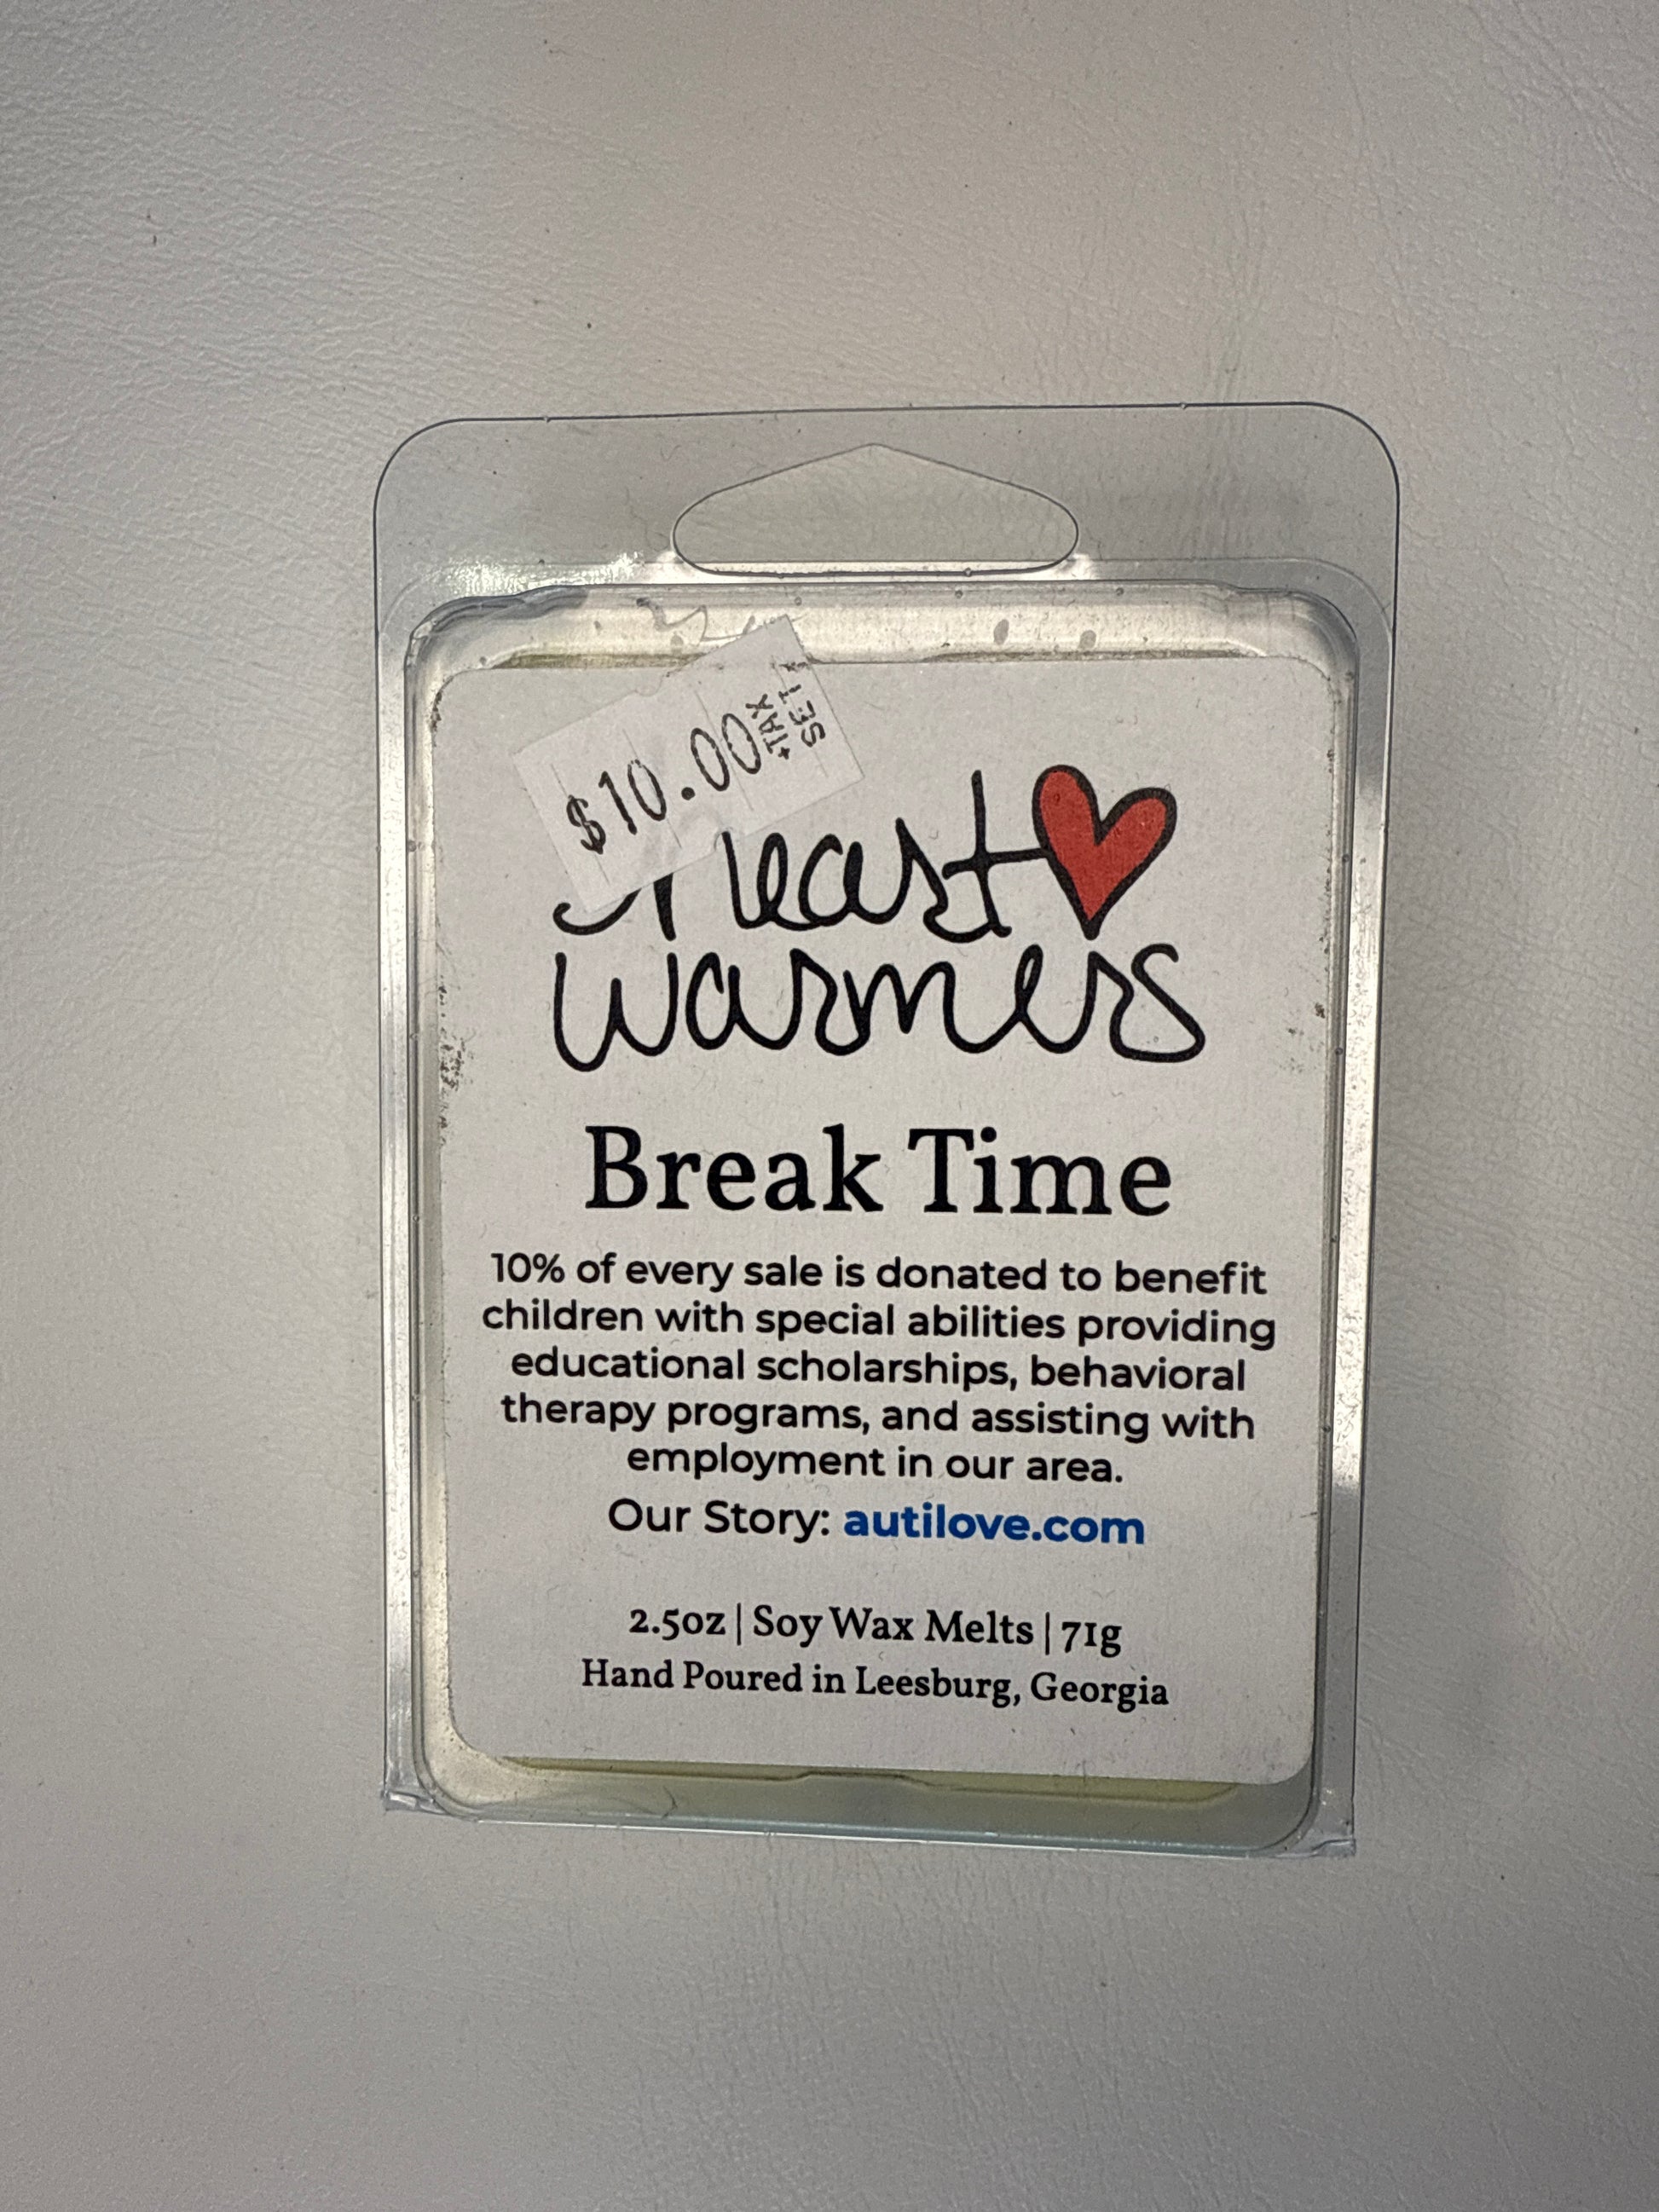 $10.00
+TAX
SET
Heart
Warmers
Break Time
10% of every sale is donated to benefit
children with special abilities providing
educational scholarships, behavioral
therapy programs, and assisting with
employment in our area.
Our Story: autilove.com
2.5oz | Soy Wax Melts | 71g
Hand Poured in Leesburg, Georgia